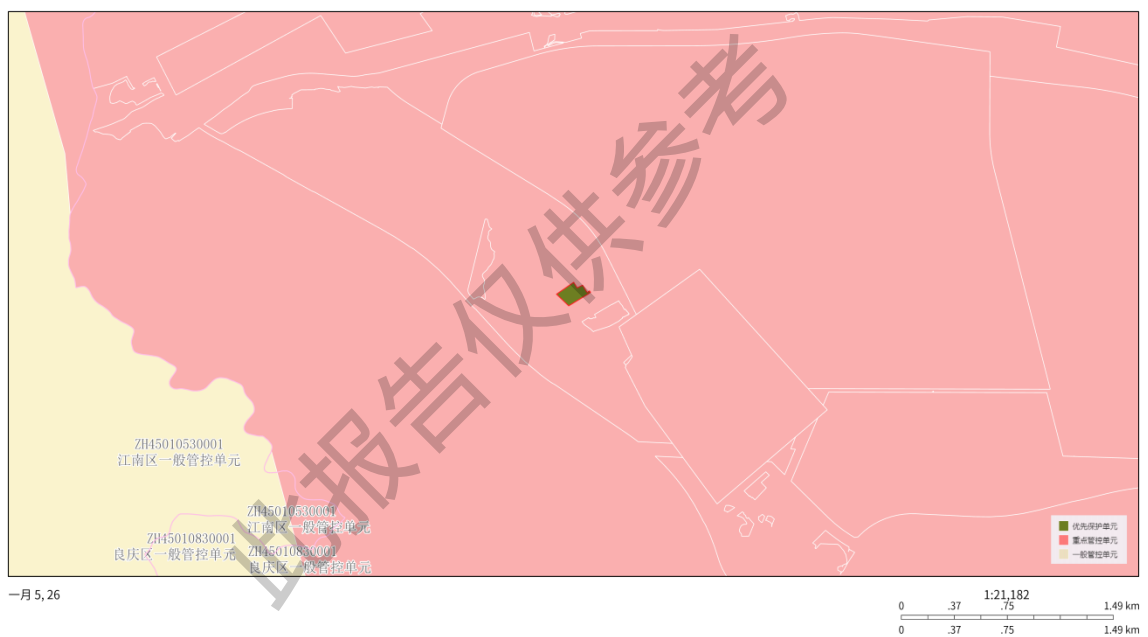 此报告仅供参考
ZH45010530001
江南区一般管控单元
ZH45010530001
江南区一般管控单元
ZH45010830001
良庆区一般管控单元
ZH45010830001
良庆区一般管控单元
优先保护单元
重点管控单元
一般管控单元
一月 5, 26
1:21,182
0 .37 .75 1.49 km
0 .37 .75 1.49 km